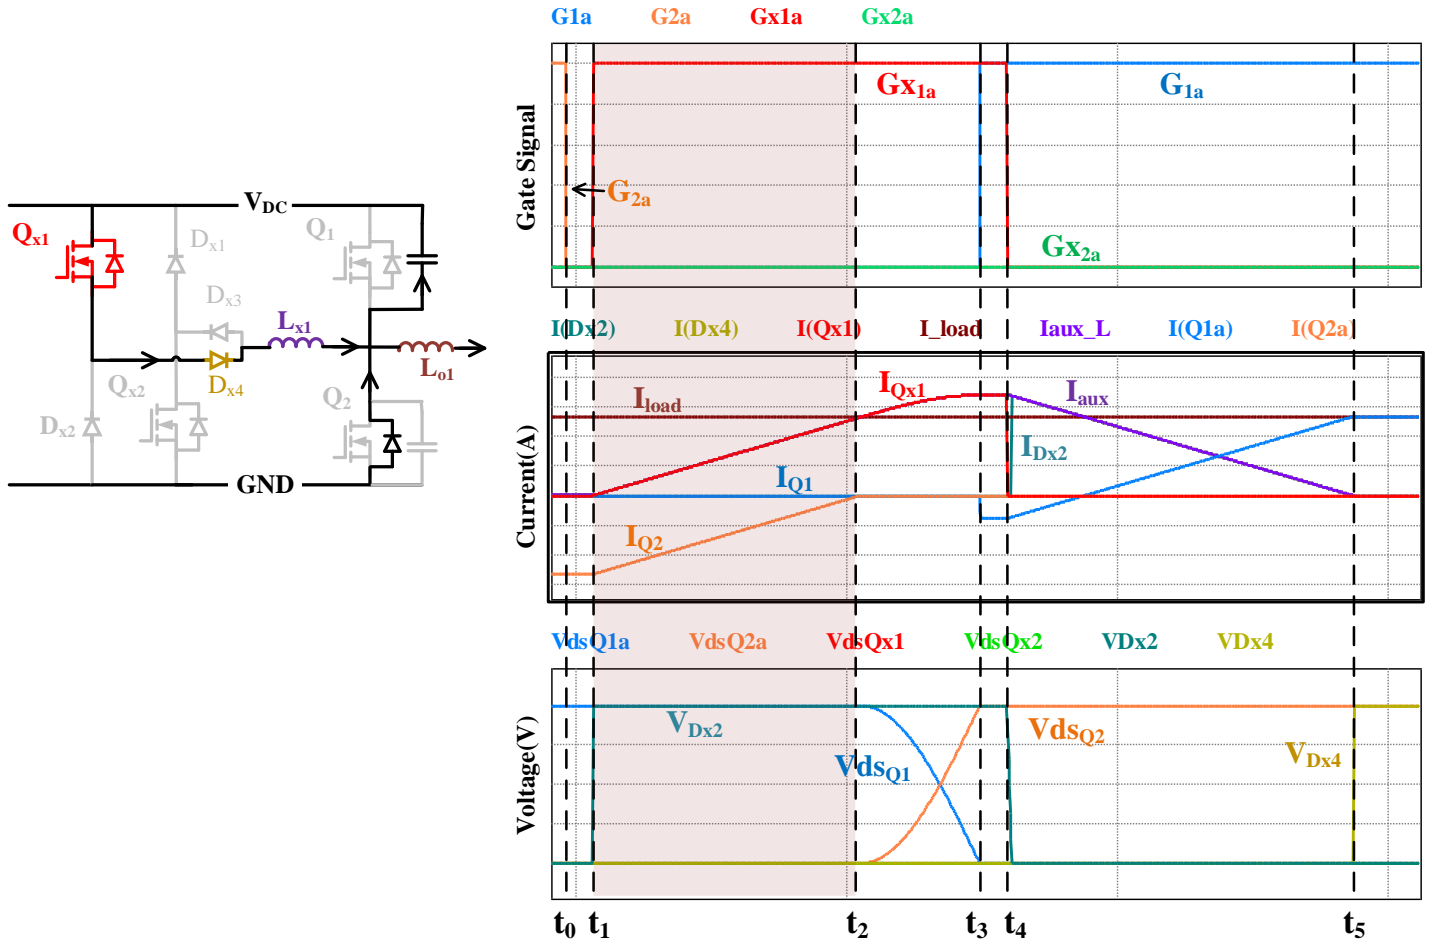 G1a G2a Gx1a Gx2a
Gate Signal
Gx1a
G1a
G2a
Gx2a
VDC
Qx1
Dx1
Q1
Dx3
Lx1
Dx4
Lo1
Qx2
Q2
Dx2
GND
I(Dx2) I(Dx4) I(Qx1) I_load Iaux_L I(Q1a) I(Q2a)
Current(A)
Iload
IQx1
Iaux
IDx2
IQ1
IQ2
VdsQ1a VdsQ2a VdsQx1 VdsQx2 VDx2 VDx4
Voltage(V)
VDx2
VdsQ1
VdsQ2
VDx4
t0 t1 t2 t3 t4 t5